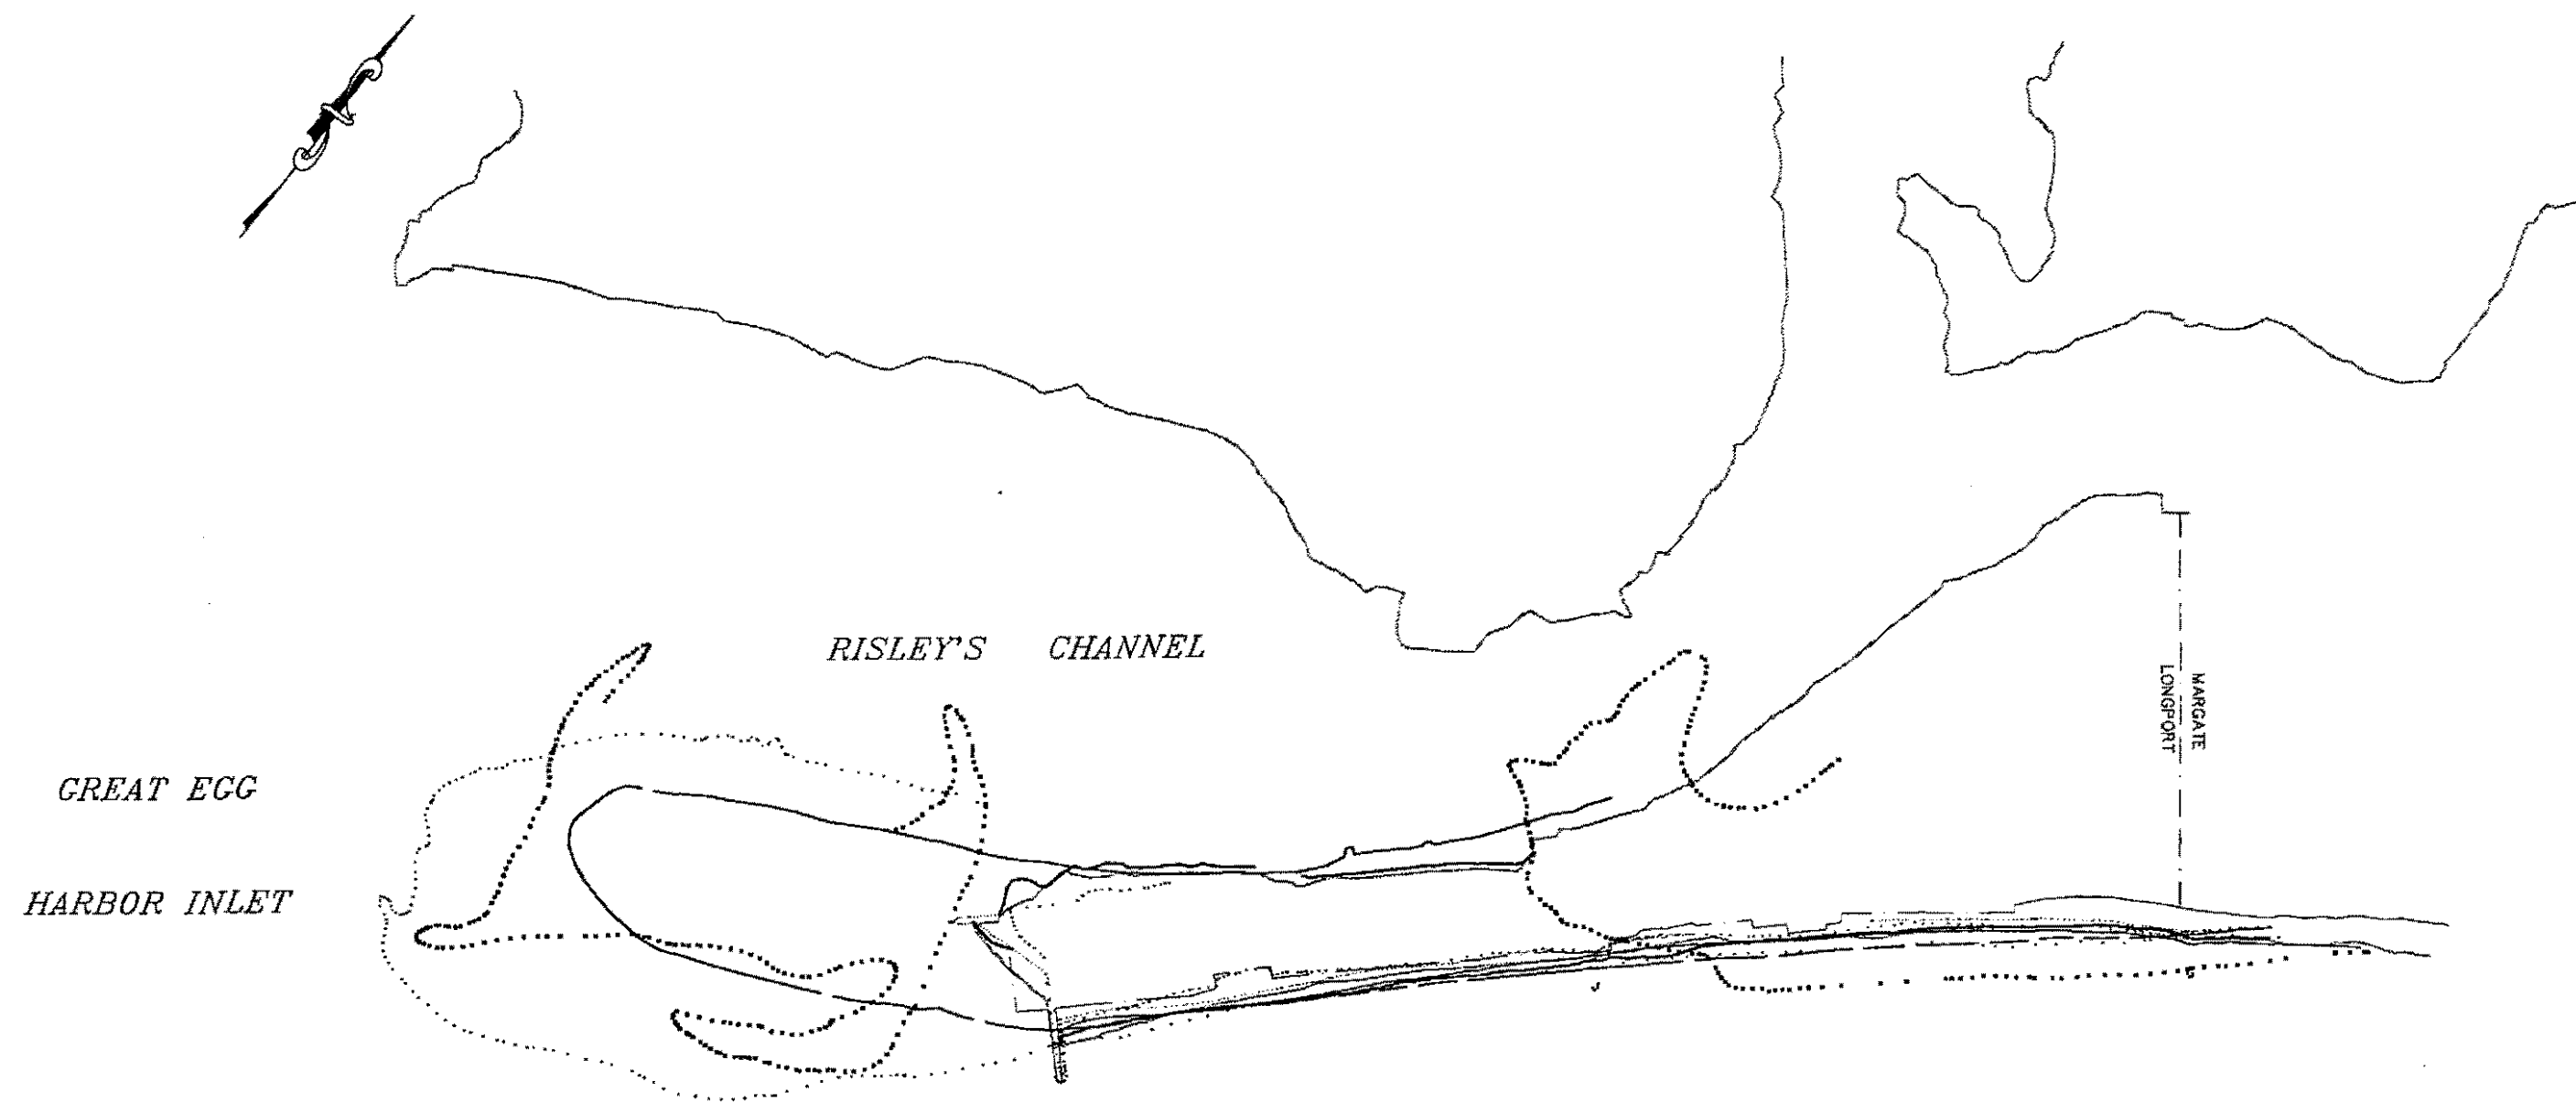 RISLEY'S CHANNEL
GREAT EGG
HARBOR INLET
MARGATE
LONGPORT